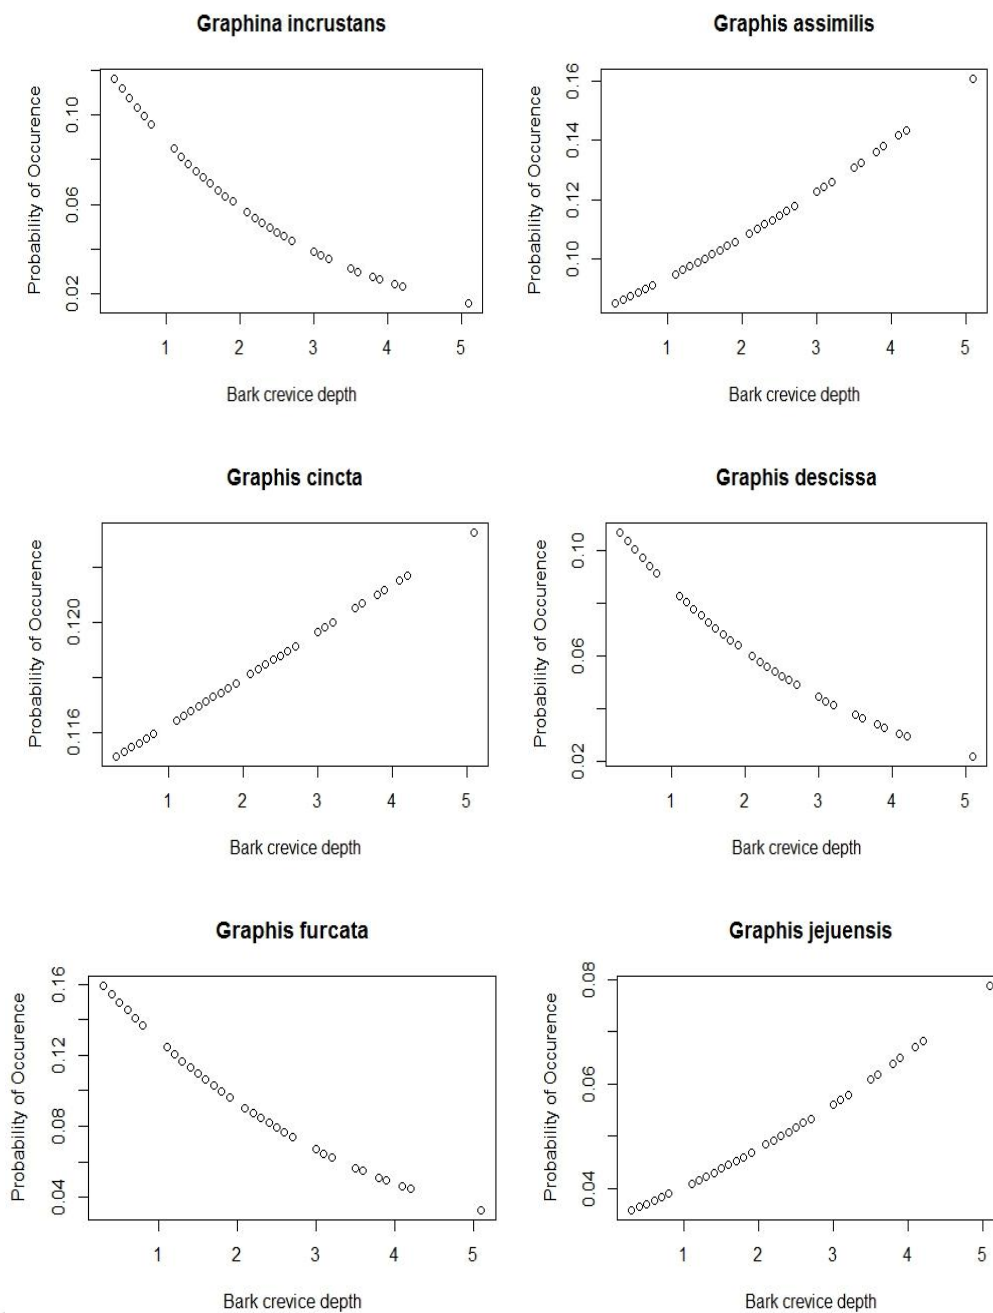 Graphina incrustans
Probability of Occurence
0.10
0.06
0.02
1 2 3 4 5
Bark crevice depth
Graphis assimilis
Probability of Occurence
0.16
0.14
0.12
0.10
1 2 3 4 5
Bark crevice depth
Graphis cincta
Probability of Occurence
0.120
0.116
1 2 3 4 5
Bark crevice depth
Graphis descissa
Probability of Occurence
0.10
0.06
0.02
1 2 3 4 5
Bark crevice depth
Graphis furcata
Probability of Occurence
0.16
0.12
0.08
0.04
1 2 3 4 5
Bark crevice depth
Graphis jejuensis
Probability of Occurence
0.08
0.06
0.04
1 2 3 4 5
Bark crevice depth